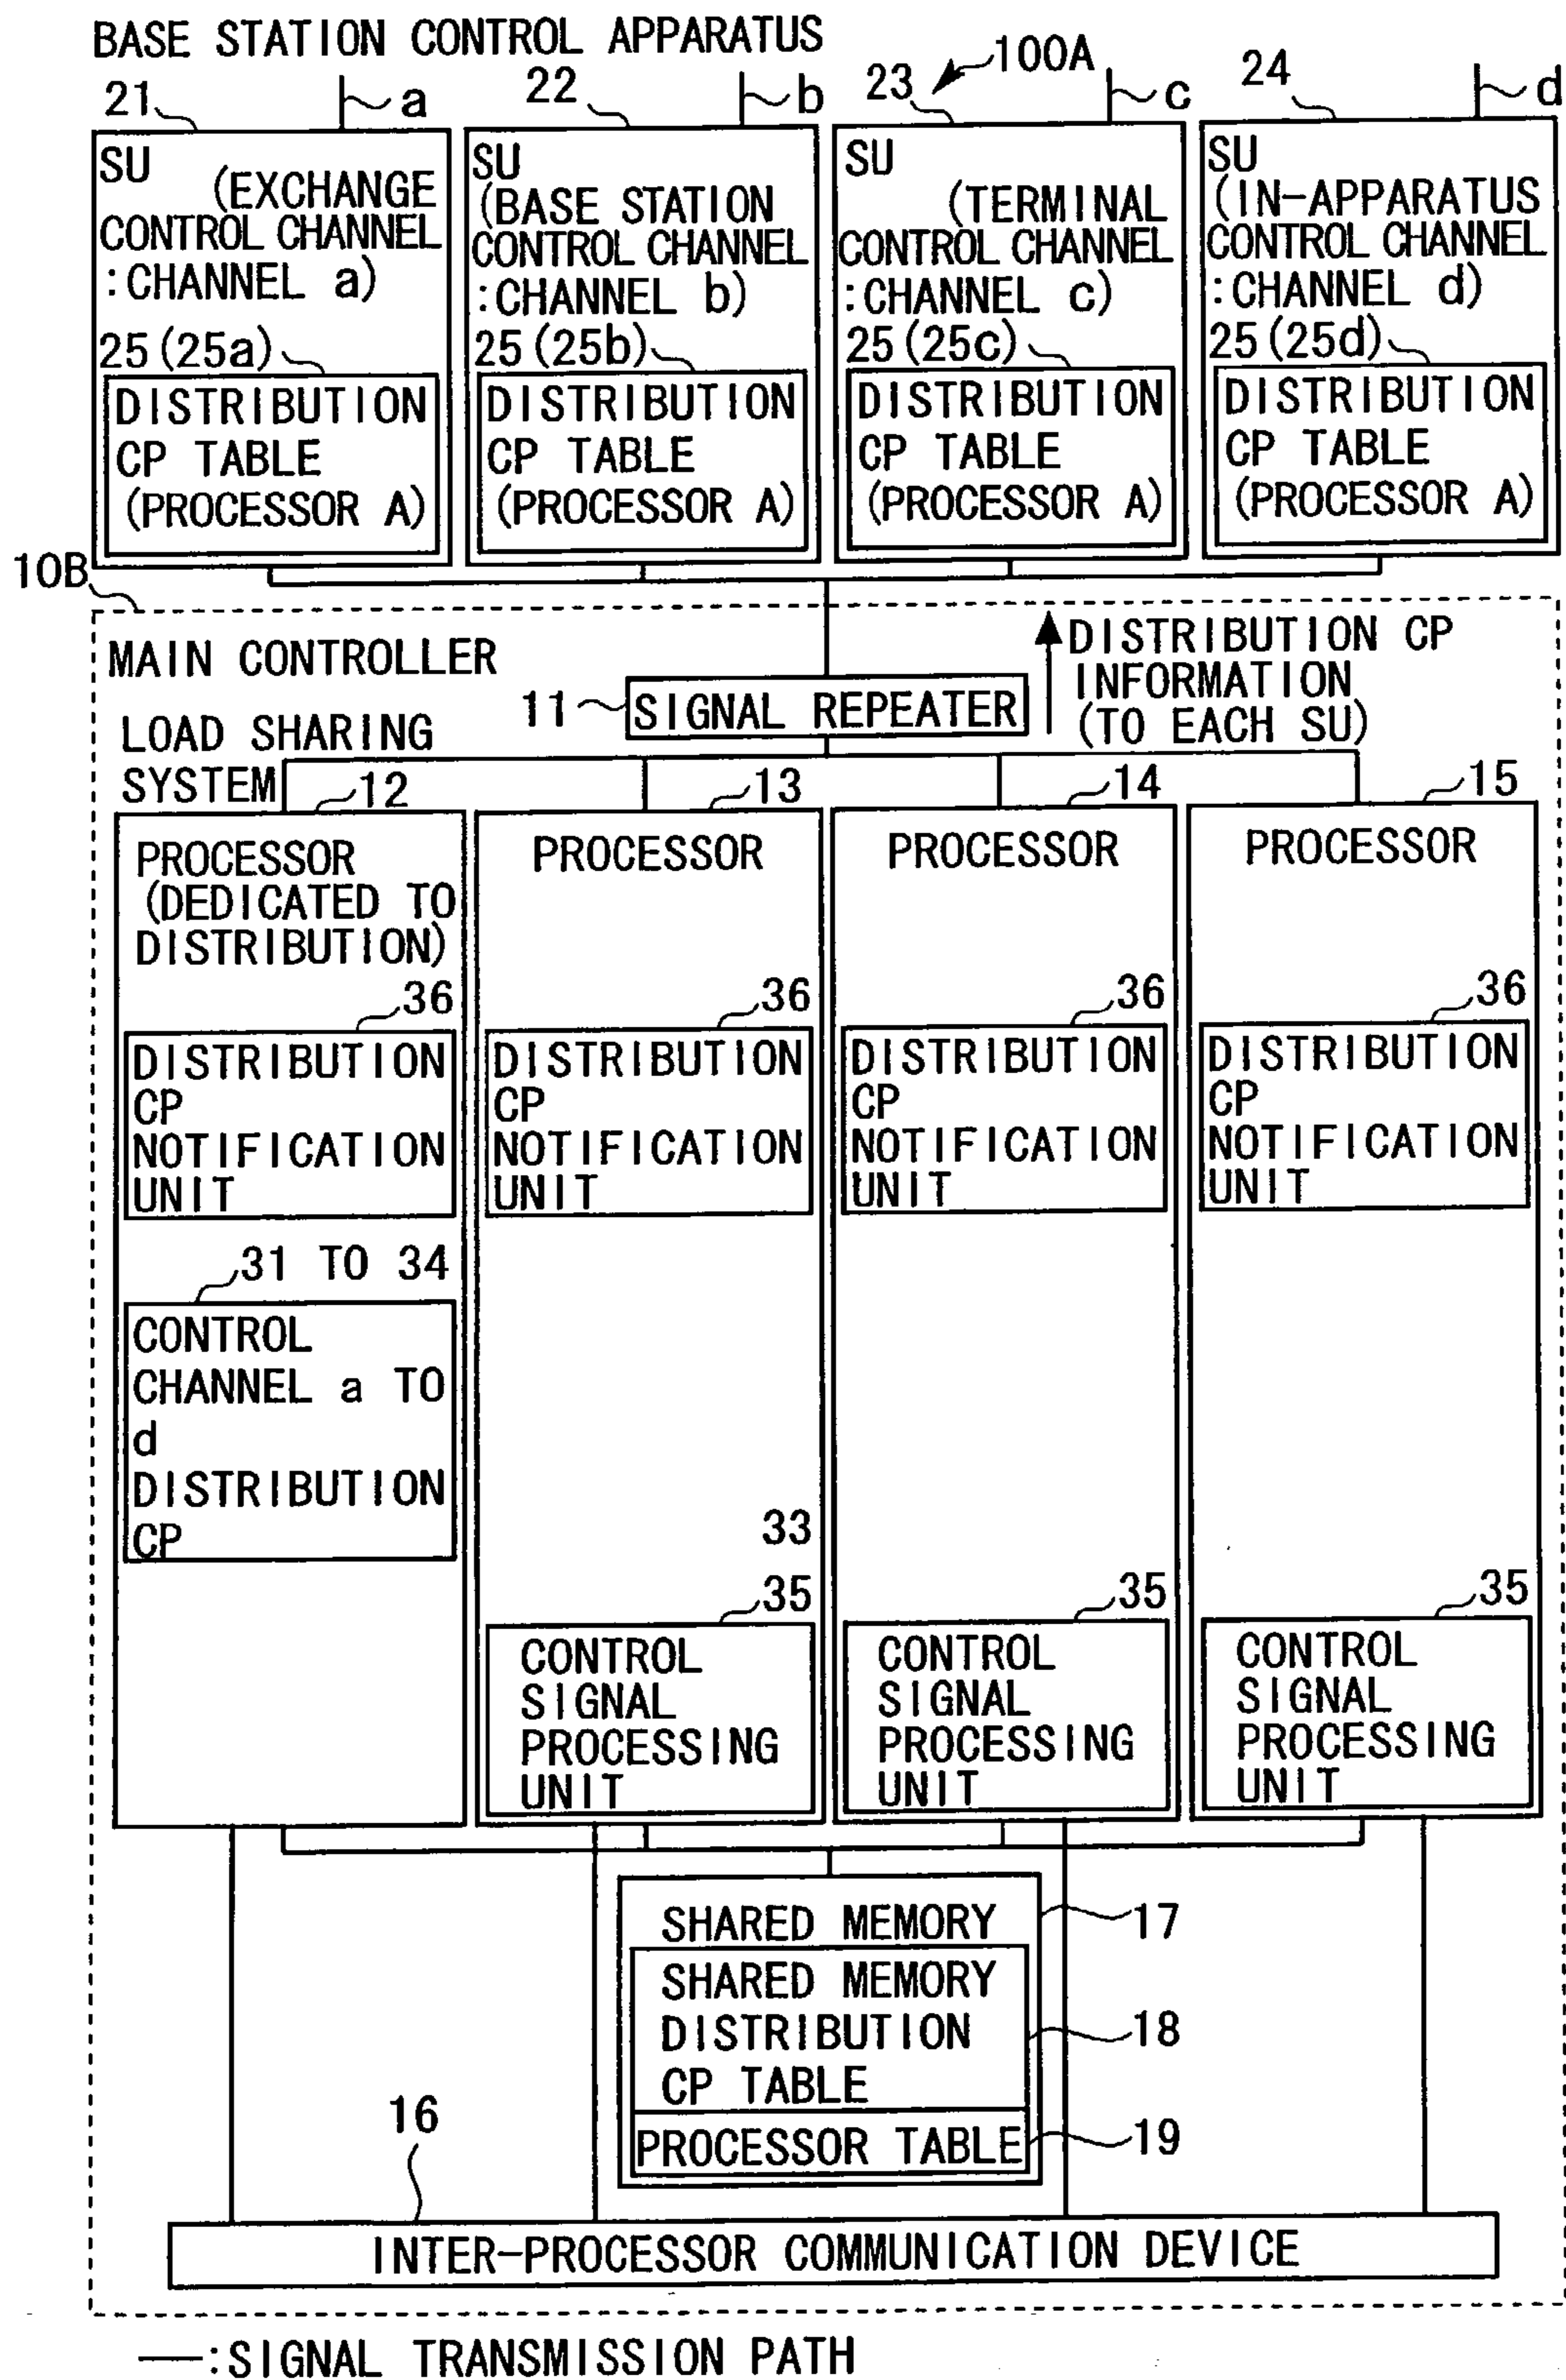 BASE STATION CONTROL APPARATUS
100A
21
a
22
b
23
c
24
d
SU
(EXCHANGE
CONTROL CHANNEL
:CHANNEL a)
25(25a)
DISTRIBUTION
CP TABLE
(PROCESSOR A)
SU
(BASE STATION
CONTROL CHANNEL
:CHANNEL b)
25(25b)
DISTRIBUTION
CP TABLE
(PROCESSOR A)
SU
(TERMINAL
CONTROL CHANNEL
:CHANNEL c)
25(25c)
DISTRIBUTION
CP TABLE
(PROCESSOR A)
SU
(IN-APPARATUS
CONTROL CHANNEL
:CHANNEL d)
25(25d)
DISTRIBUTION
CP TABLE
(PROCESSOR A)
10B
MAIN CONTROLLER
11
SIGNAL REPEATER
DISTRIBUTION CP
INFORMATION
(TO EACH SU)
LOAD SHARING
SYSTEM
12
PROCESSOR
(DEDICATED TO
DISTRIBUTION)
36
DISTRIBUTION
CP
NOTIFICATION
UNIT
31 TO 34
CONTROL
CHANNEL a TO
d
DISTRIBUTION
CP
13
PROCESSOR
36
DISTRIBUTION
CP
NOTIFICATION
UNIT
33
35
CONTROL
SIGNAL
PROCESSING
UNIT
14
PROCESSOR
36
DISTRIBUTION
CP
NOTIFICATION
UNIT
35
CONTROL
SIGNAL
PROCESSING
UNIT
15
PROCESSOR
36
DISTRIBUTION
CP
NOTIFICATION
UNIT
35
CONTROL
SIGNAL
PROCESSING
UNIT
SHARED MEMORY
17
SHARED MEMORY
DISTRIBUTION
CP TABLE
18
PROCESSOR TABLE
19
16
INTER-PROCESSOR COMMUNICATION DEVICE
—:SIGNAL TRANSMISSION PATH